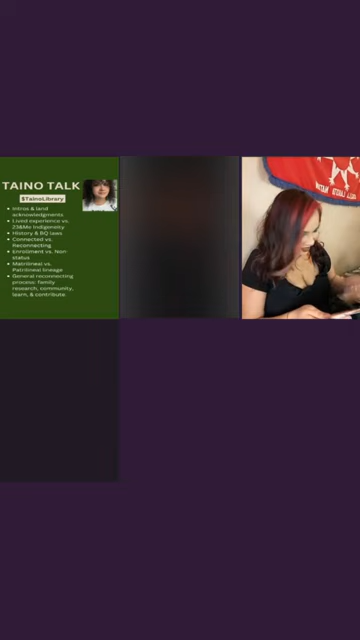 TAINO TALK
$TainoLibrary
• Intros & land
acknowledgments
• Lived experience vs.
23&Me Indigeneity
• History & BQ laws
• Connected vs.
Reconnecting
• Enrollment vs. Non-
status
• Matrilineal vs.
Patrilineal lineage
• General reconnecting
process: family
research, community,
learn, & contribute.